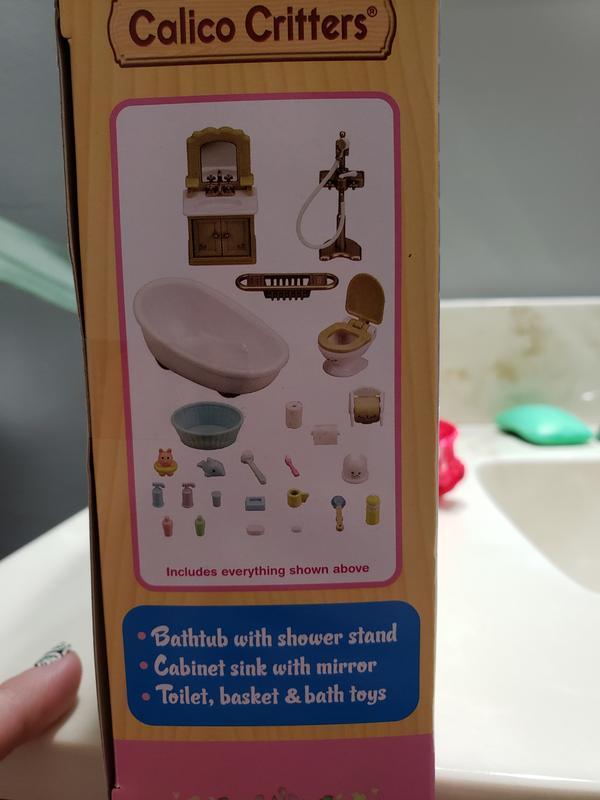 Calico Critters®
Includes everything shown above
• Bathtub with shower stand
• Cabinet sink with mirror
• Toilet, basket & bath toys